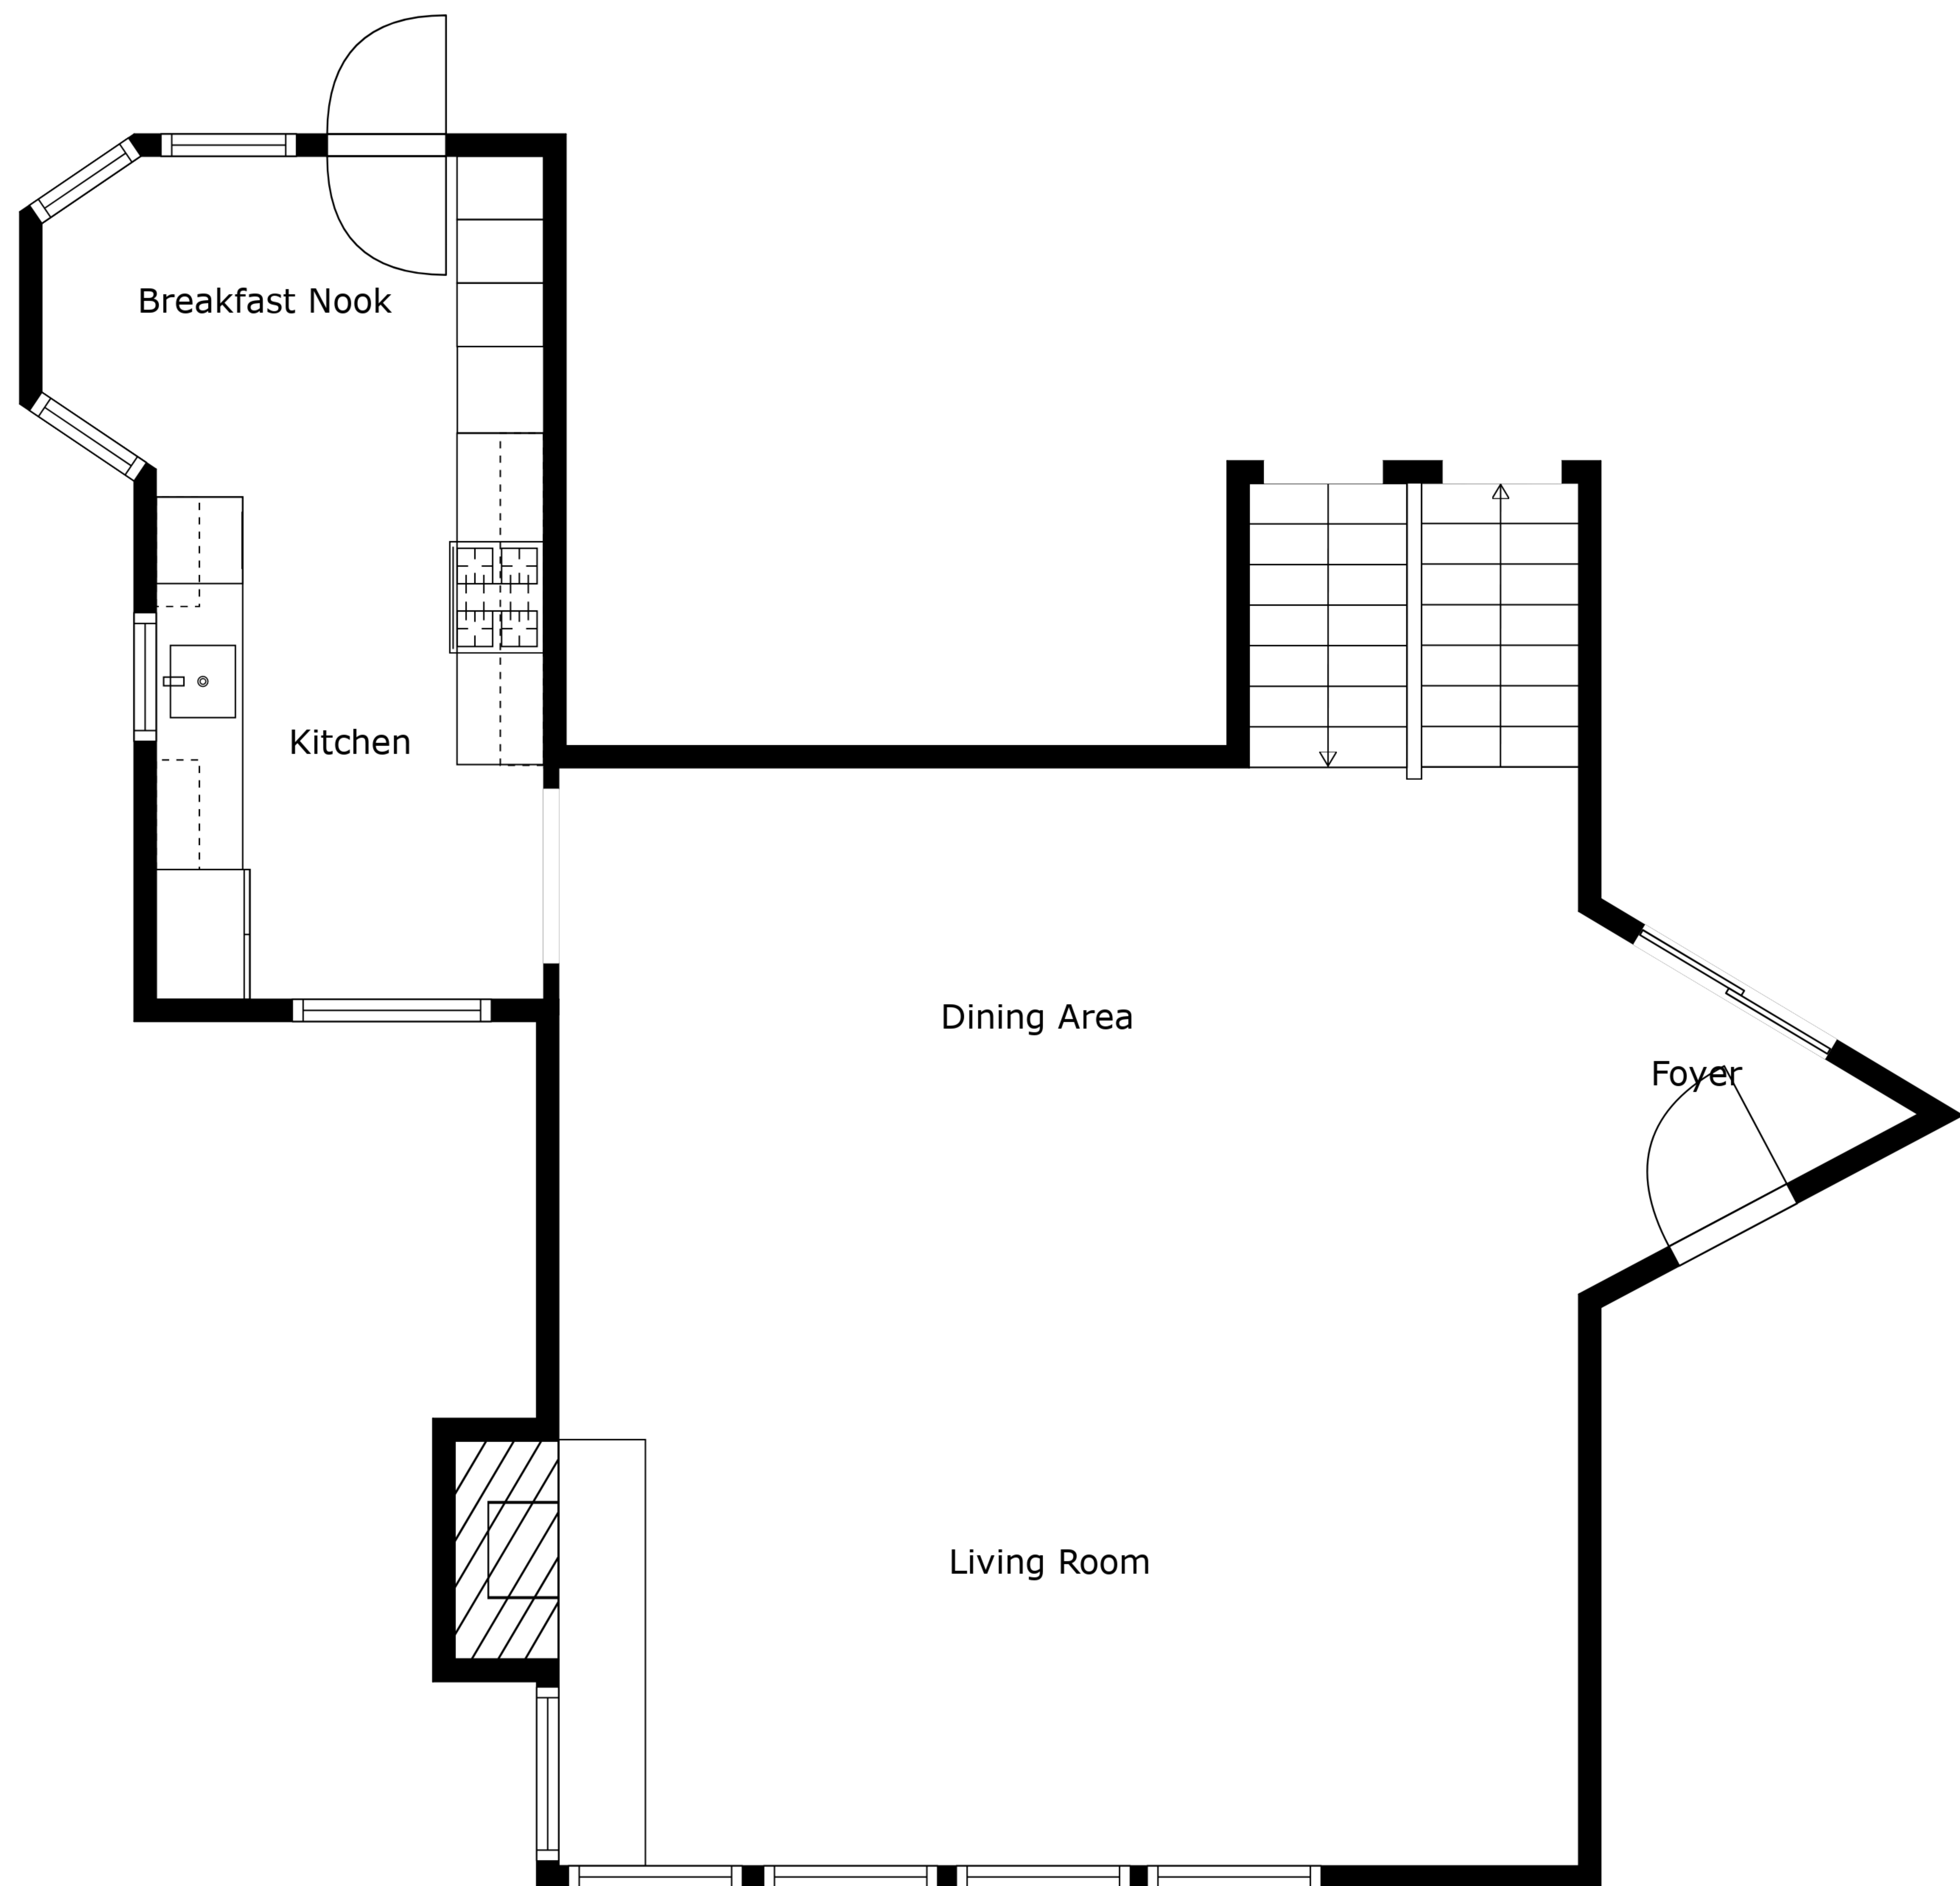 Breakfast Nook
Kitchen
Dining Area
Foyer
Living Room